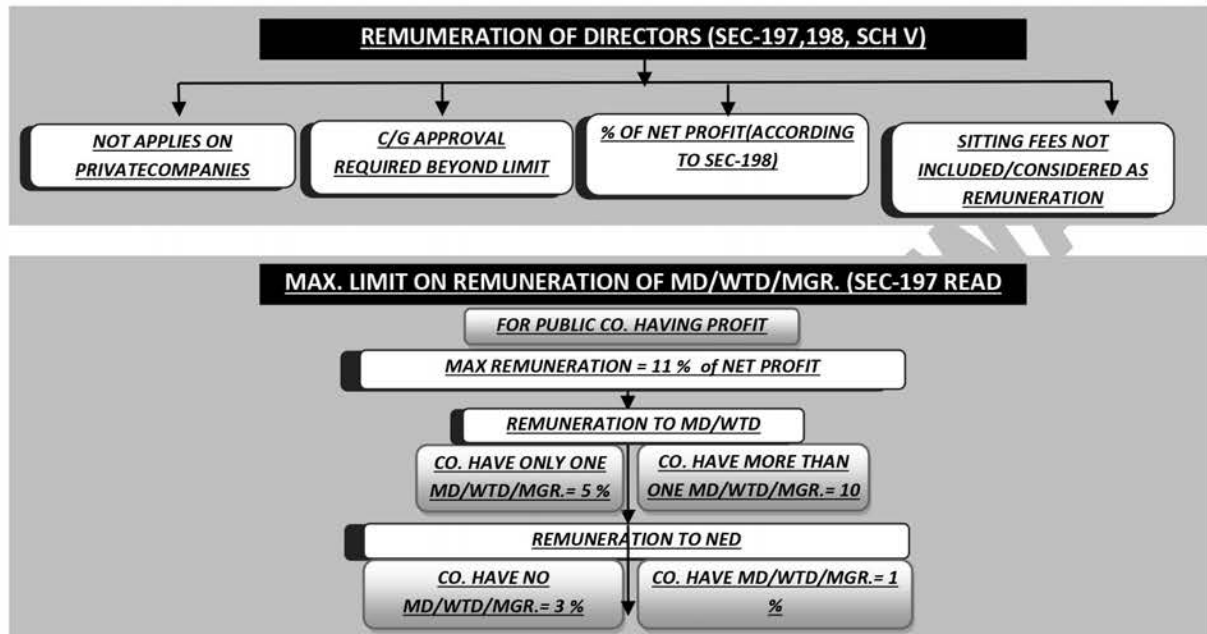 REMUMERATION OF DIRECTORS (SEC-197,198, SCH V)
NOT APPLIES ON
PRIVATECOMPANIES
C/G APPROVAL
REQUIRED BEYOND LIMIT
% OF NET PROFIT(ACCORDING
TO SEC-198)
SITTING FEES NOT
INCLUDED/CONSIDERED AS
REMUNERATION
MAX. LIMIT ON REMUNERATION OF MD/WTD/MGR. (SEC-197 READ
FOR PUBLIC CO. HAVING PROFIT
MAX REMUNERATION = 11 % of NET PROFIT
REMUNERATION TO MD/WTD
CO. HAVE ONLY ONE
MD/WTD/MGR.= 5 %
CO. HAVE MORE THAN
ONE MD/WTD/MGR.= 10
REMUNERATION TO NED
CO. HAVE NO
MD/WTD/MGR.= 3 %
CO. HAVE MD/WTD/MGR.= 1
%